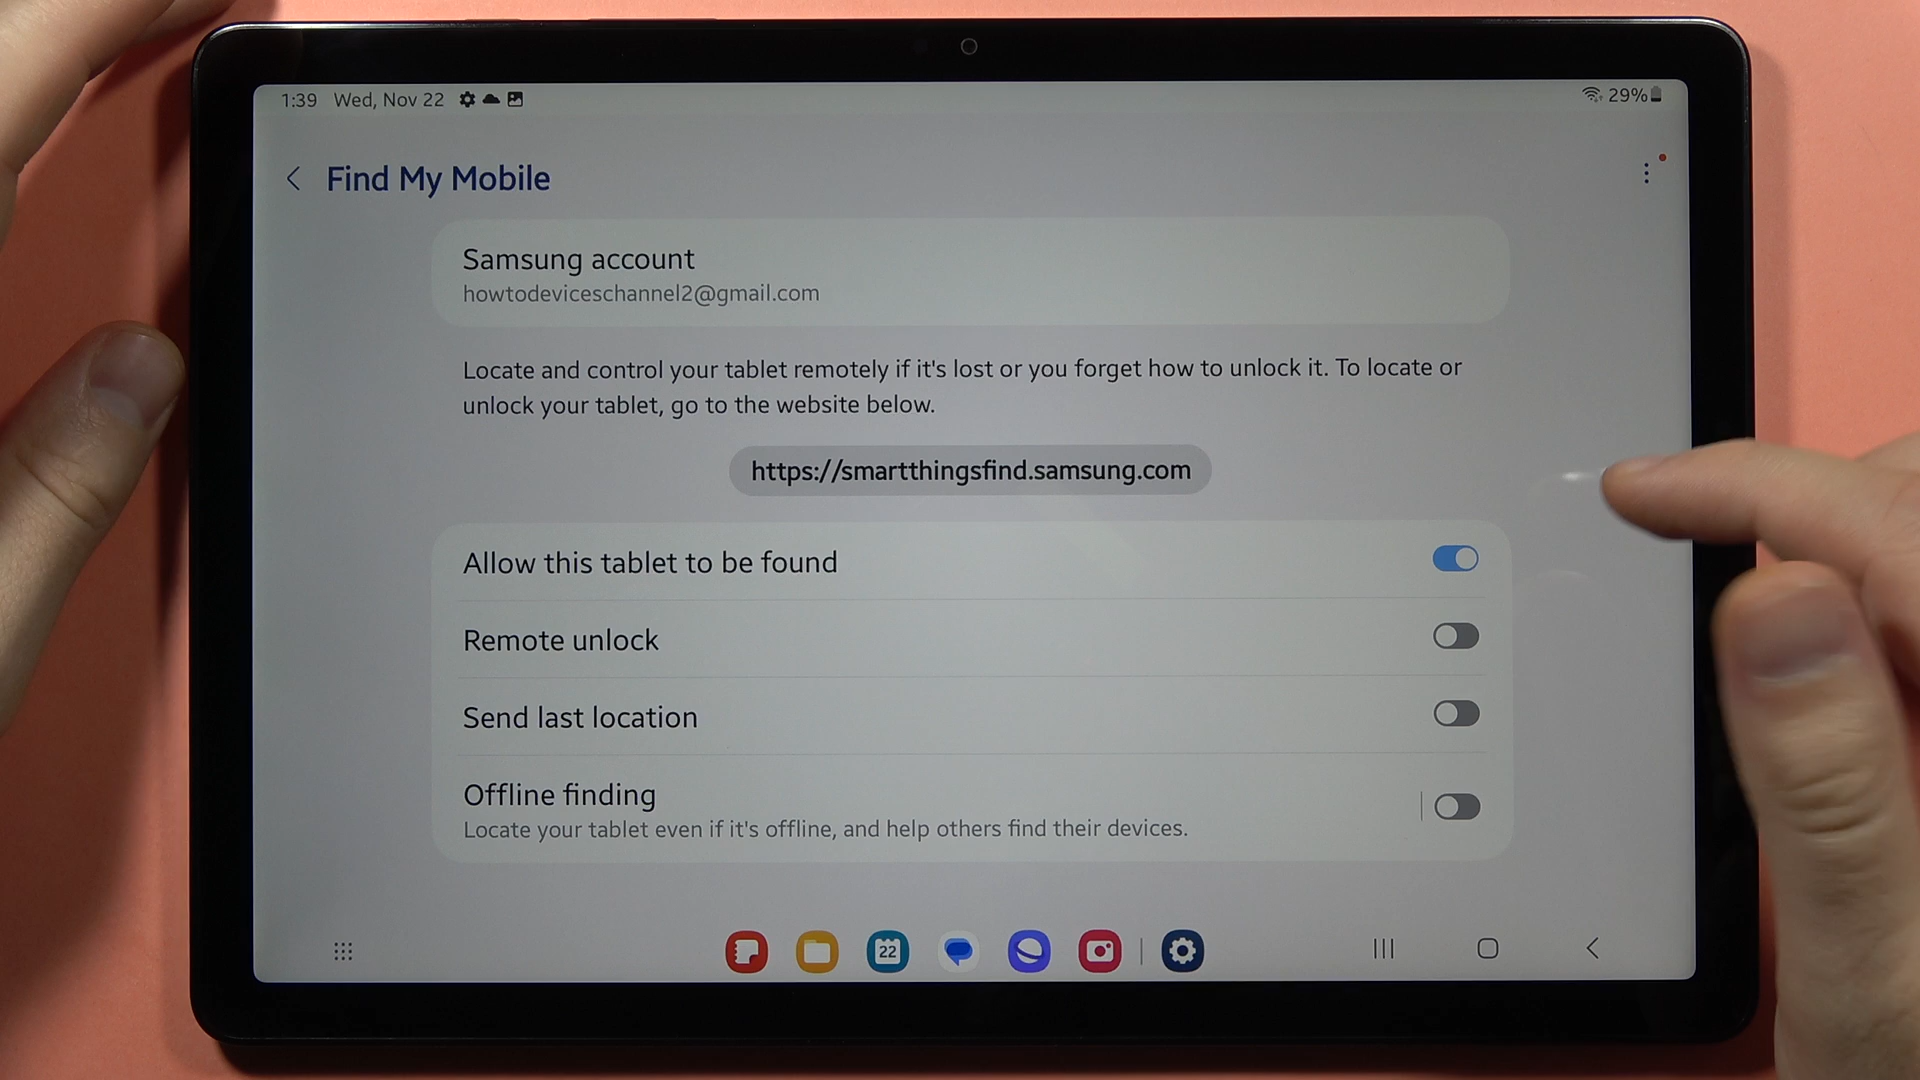 1:39 Wed, Nov 22
29%
Find My Mobile
Samsung account
howtodeviceschannel2@gmail.com
Locate and control your tablet remotely if it's lost or you forget how to unlock it. To locate or
unlock your tablet, go to the website below.
https://smartthingsfind.samsung.com
Allow this tablet to be found
Remote unlock
Send last location
Offline finding
Locate your tablet even if it's offline, and help others find their devices.
22